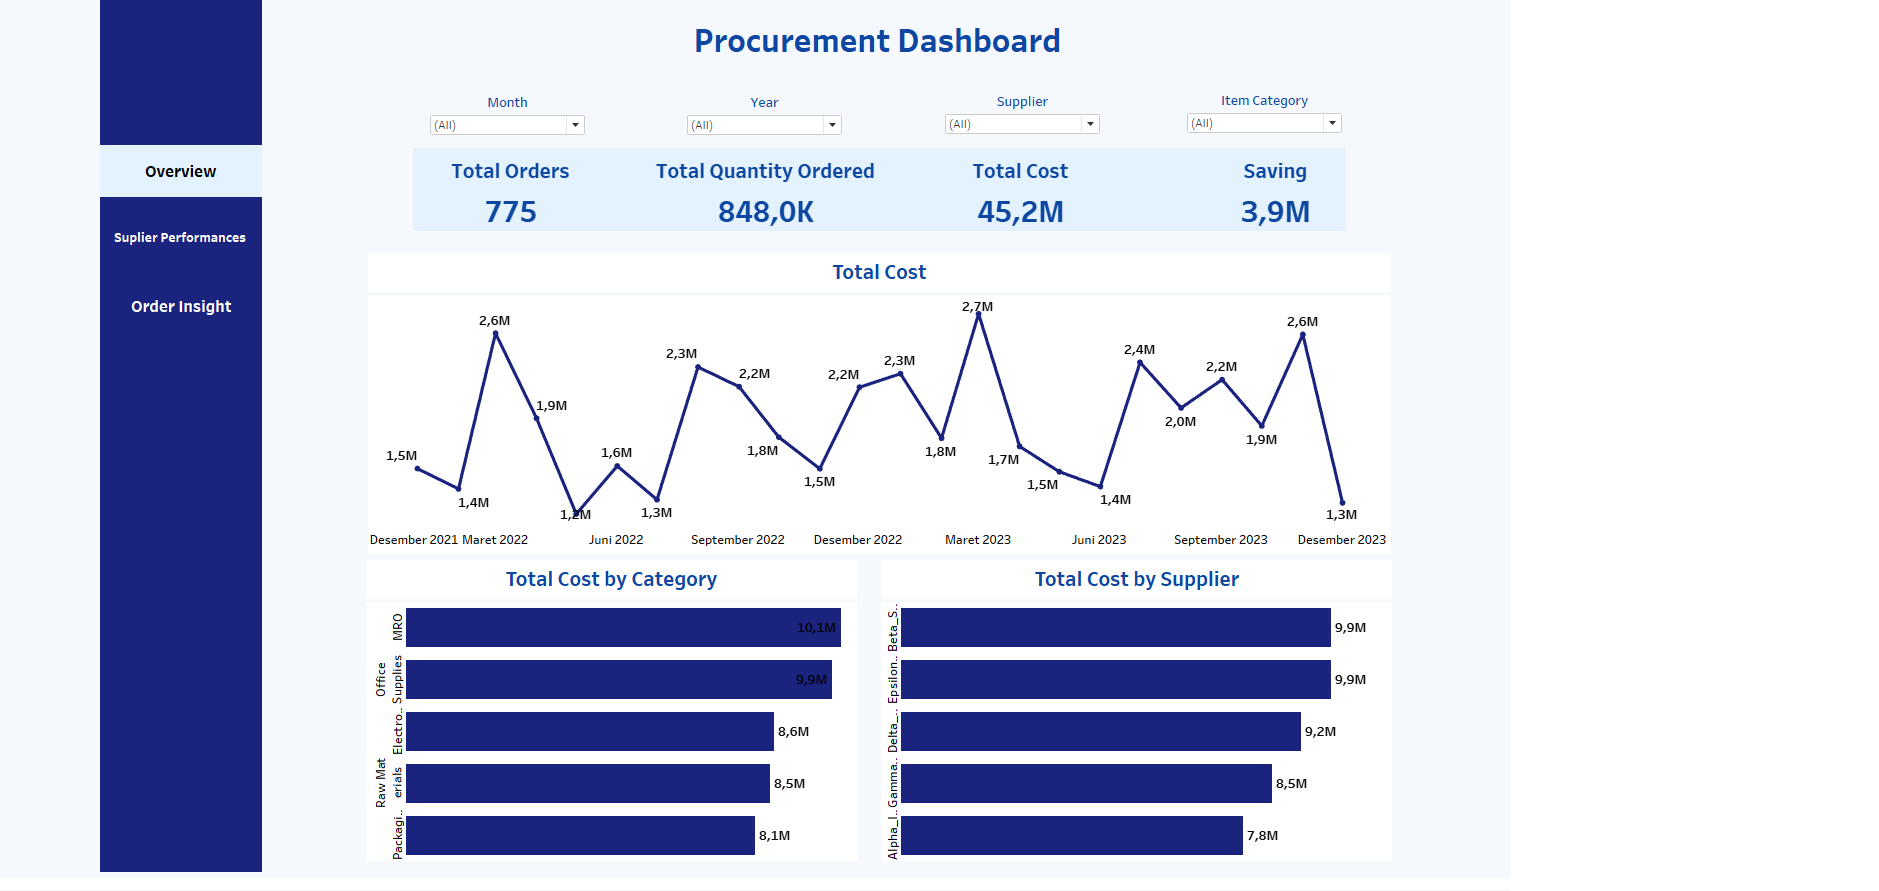 Procurement Dashboard
Month
Year
Supplier
Item Category
(All)
(All)
(All)
(All)
Overview
Suplier Performances
Order Insight
Total Orders
Total Quantity Ordered
Total Cost
Saving
775
848,0K
45,2M
3,9M
Total Cost
1,5M
1,4M
2,6M
1,9M
1,2M
1,6M
1,3M
2,3M
2,2M
1,8M
1,5M
2,2M
2,3M
1,8M
2,7M
1,7M
1,5M
1,4M
2,4M
2,0M
2,2M
1,9M
2,6M
1,3M
Desember 2021
Maret 2022
Juni 2022
September 2022
Desember 2022
Maret 2023
Juni 2023
September 2023
Desember 2023
Total Cost by Category
MRO
10,1M
Office
Supplies
9,9M
Electro..
8,6M
Raw Mat
erials
8,5M
Packagi..
8,1M
Total Cost by Supplier
Beta_S..
9,9M
Epsilon..
9,9M
Delta_..
9,2M
Gamma..
8,5M
Alpha_I..
7,8M